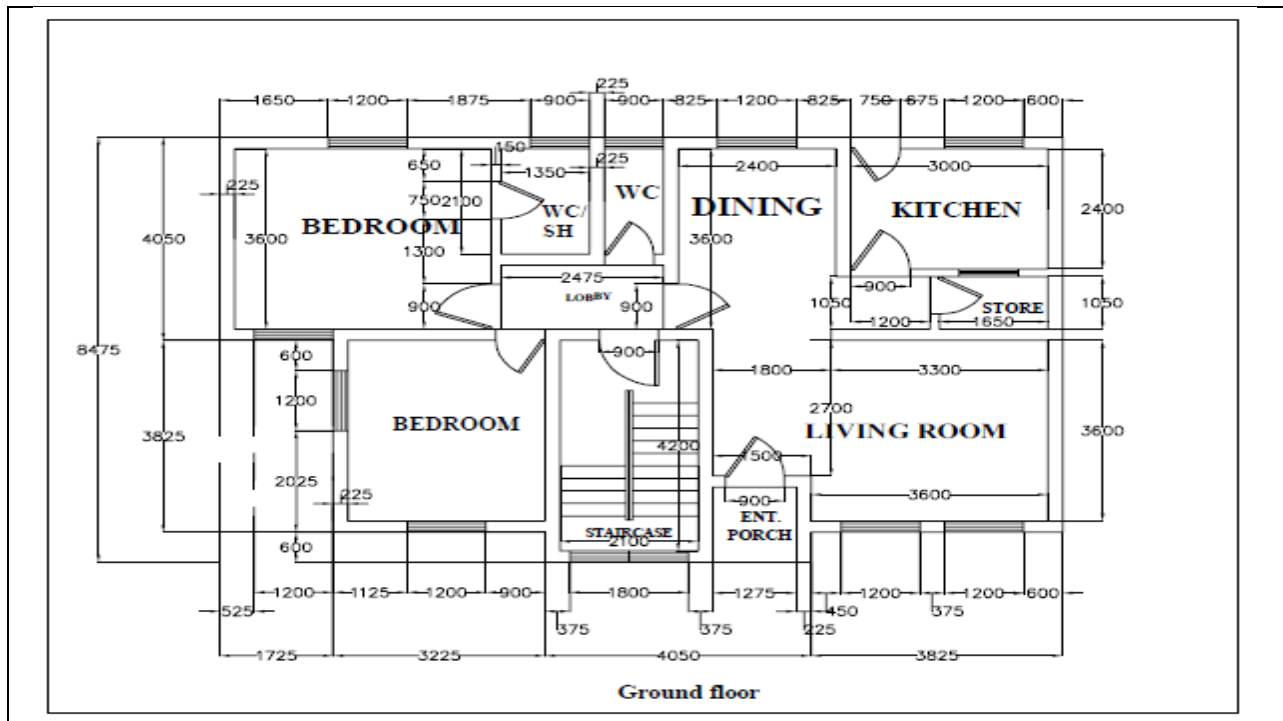 225
1650 1200 1875 900 900 825 1200 825 750 675 1200 600
150
650 1350 225 2400 3000
225 750 2100 WC
BEDROOM WC/ DINING KITCHEN 2400
SH
4050 3600 1300 3600
2475 900
900 LOBBY 900 1050 STORE 1050
1200 1650
8475 600 900
1200 1800 3300
3825 BEDROOM 2700
LIVING ROOM 3600
4200 1500
2025 225 900 3600
ENT.
STAIRCASE PORCH
600 2100
1200 1125 1200 900 1800 1275 1200 1200 600
525 450 375
375 375 225
1725 3225 4050 3825
Ground floor